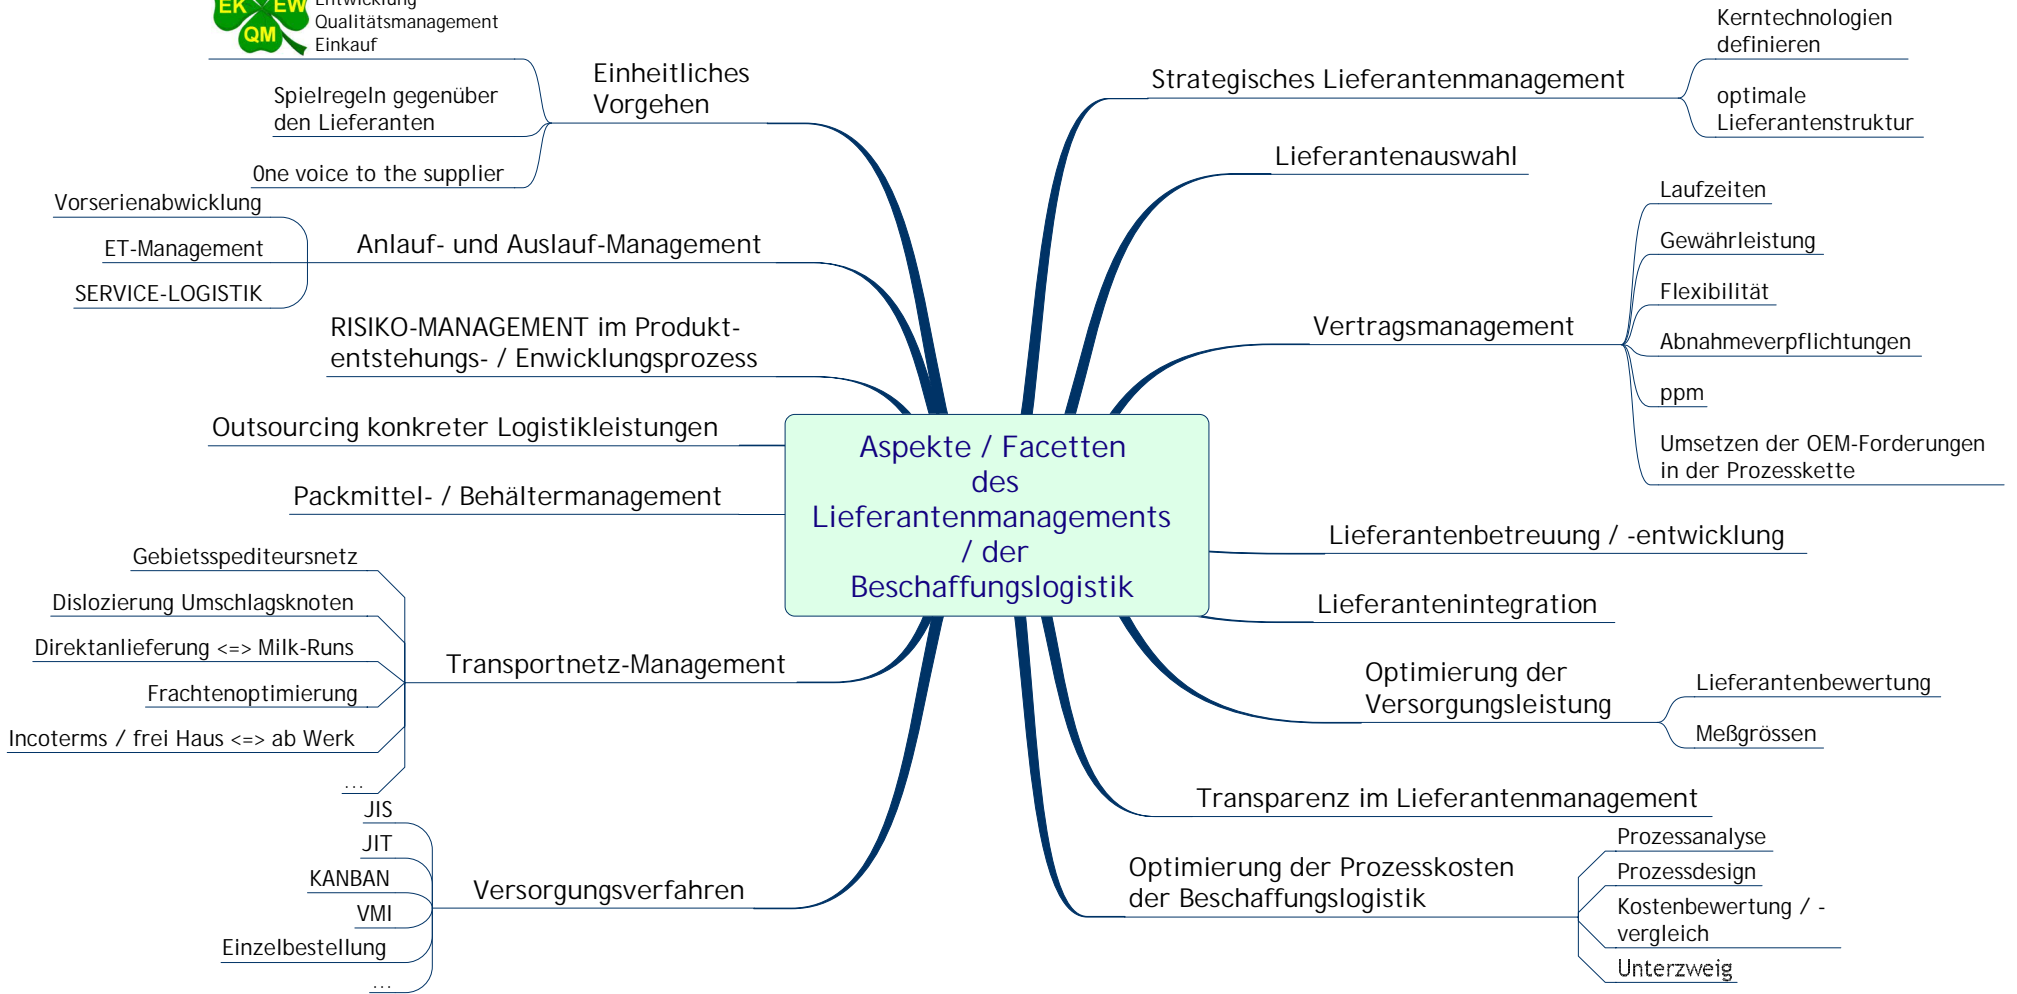 EK EW
QM
Entwicklung
Qualitätsmanagement
Einkauf
Einheitliches
Vorgehen
Spielregeln gegenüber
den Lieferanten
One voice to the supplier
Vorserienabwicklung
ET-Management
SERVICE-LOGISTIK
Anlauf- und Auslauf-Management
RISIKO-MANAGEMENT im Produkt-
entstehungs- / Enwicklungsprozess
Outsourcing konkreter Logistikleistungen
Packmittel- / Behältermanagement
Gebietsspediteursnetz
Dislozierung Umschlagsknoten
Direktanlieferung <=> Milk-Runs
Frachtenoptimierung
Incoterms / frei Haus <=> ab Werk
...
Transportnetz-Management
JIS
JIT
KANBAN
VMI
Einzelbestellung
...
Versorgungsverfahren
Aspekte / Facetten
des
Lieferantenmanagements
/ der
Beschaffungslogistik
Strategisches Lieferantenmanagement
Kerntechnologien
definieren
optimale
Lieferantenstruktur
Lieferantenauswahl
Vertragsmanagement
Laufzeiten
Gewährleistung
Flexibilität
Abnahmeverpflichtungen
ppm
Umsetzen der OEM-Forderungen
in der Prozesskette
Lieferantenbetreuung / -entwicklung
Lieferantenintegration
Optimierung der
Versorgungsleistung
Lieferantenbewertung
Meßgrössen
Transparenz im Lieferantenmanagement
Optimierung der Prozesskosten
der Beschaffungslogistik
Prozessanalyse
Prozessdesign
Kostenbewertung / -
vergleich
Unterzweig